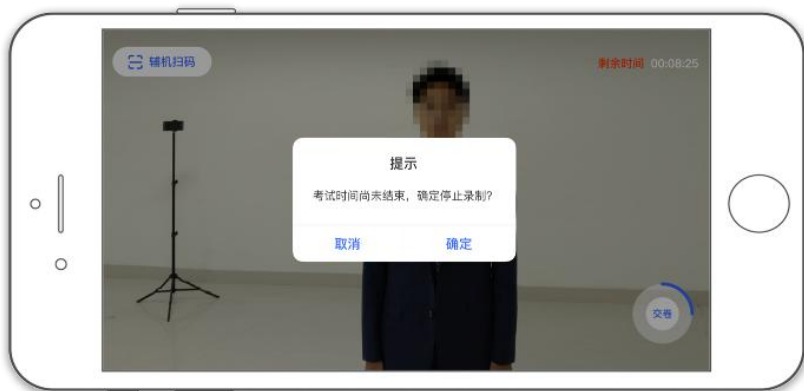 辅机扫码
剩余时间 00:08:25
提示
考试时间尚未结束，确定停止录制?
取消 确定
交卷